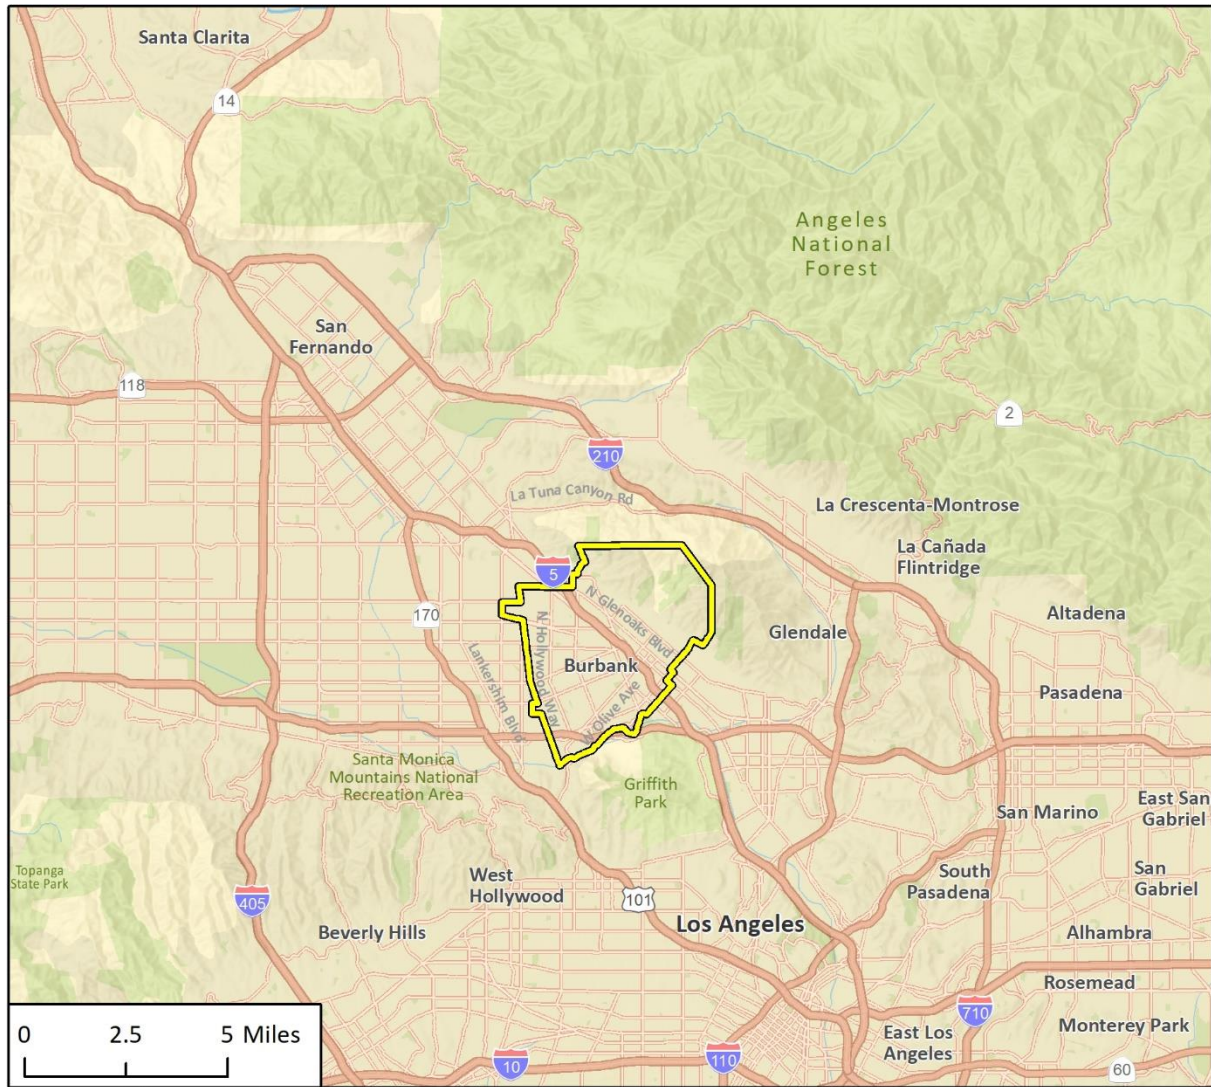 Santa Clarita
14
Angeles
National
Forest
San
Fernando
118
2
210
La Tuna Canyon Rd
La Crescenta-Montrose
La Cañada
Flintridge
5
N Glenoaks Blvd
170
N Hollywood Way
Altadena
Glendale
Lankershim Blvd
Burbank
Pasadena
W Olive Ave
Santa Monica
Mountains National
Recreation Area
Griffith
Park
San Marino
East San
Gabriel
Topanga
State Park
West
Hollywood
South
Pasadena
San
Gabriel
405
101
Los Angeles
Beverly Hills
Alhambra
Rosemead
710
Monterey Park
East Los
Angeles
0 2.5 5 Miles
10
110
60